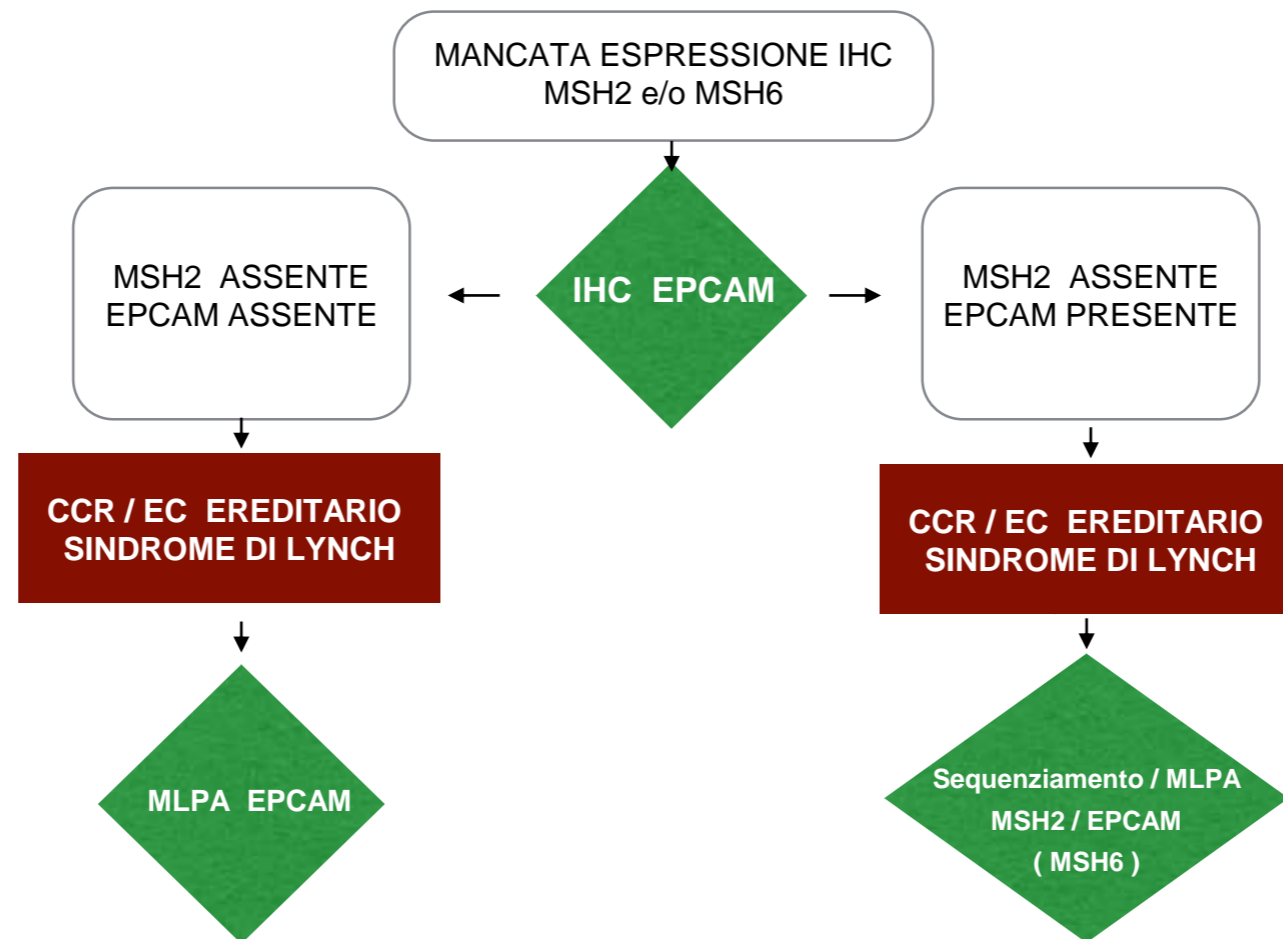 MANCATA ESPRESSIONE IHC
MSH2 e/o MSH6
IHC EPCAM
MSH2 ASSENTE
EPCAM ASSENTE
MSH2 ASSENTE
EPCAM PRESENTE
CCR / EC EREDITARIO
SINDROME DI LYNCH
CCR / EC EREDITARIO
SINDROME DI LYNCH
MLPA EPCAM
Sequenziamento / MLPA
MSH2 / EPCAM
( MSH6 )